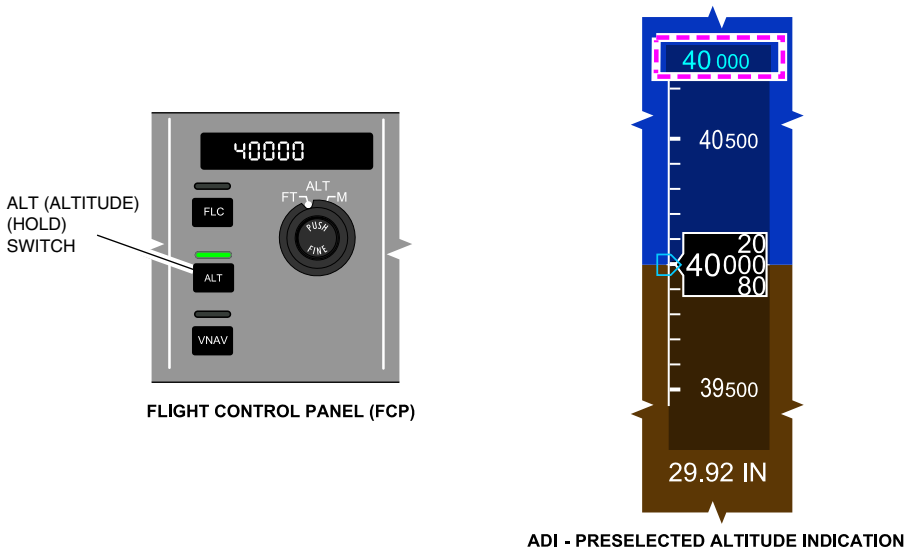 40000
ALT
FT M
PUSH
FINE
FLC
ALT (ALTITUDE)
(HOLD)
SWITCH
ALT
VNAV
FLIGHT CONTROL PANEL (FCP)
40 000
40500
20
40000
80
39500
29.92 IN
ADI - PRESELECTED ALTITUDE INDICATION